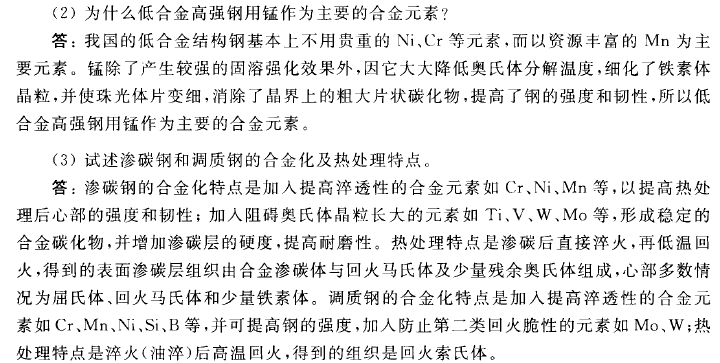 (2) 为什么低合金高强钢用锰作为主要的合金元素?
答: 我国的低合金结构钢基本上不用贵重的 Ni、Cr 等元素,而以资源丰富的 Mn 为主
要元素。锰除了产生较强的固溶强化效果外,因它大大降低奥氏体分解温度,细化了铁素体
晶粒,并使珠光体片变细,消除了晶界上的粗大片状碳化物,提高了钢的强度和韧性,所以低
合金高强钢用锰作为主要的合金元素。
(3) 试述渗碳钢和调质钢的合金化及热处理特点。
答: 渗碳钢的合金化特点是加入提高淬透性的合金元素如 Cr、Ni、Mn 等,以提高热处
理后心部的强度和韧性; 加入阻碍奥氏体晶粒长大的元素如 Ti、V、W、Mo 等,形成稳定的
合金碳化物,并增加渗碳层的硬度,提高耐磨性。热处理特点是渗碳后直接淬火,再低温回
火,得到的表面渗碳层组织由合金渗碳体与回火马氏体及少量残余奥氏体组成,心部多数情
况为屈氏体、回火马氏体和少量铁素体。调质钢的合金化特点是加入提高淬透性的合金元
素如 Cr、Mn、Ni、Si、B 等,并可提高钢的强度,加入防止第二类回火脆性的元素如 Mo、W;热
处理特点是淬火(油淬)后高温回火,得到的组织是回火索氏体。